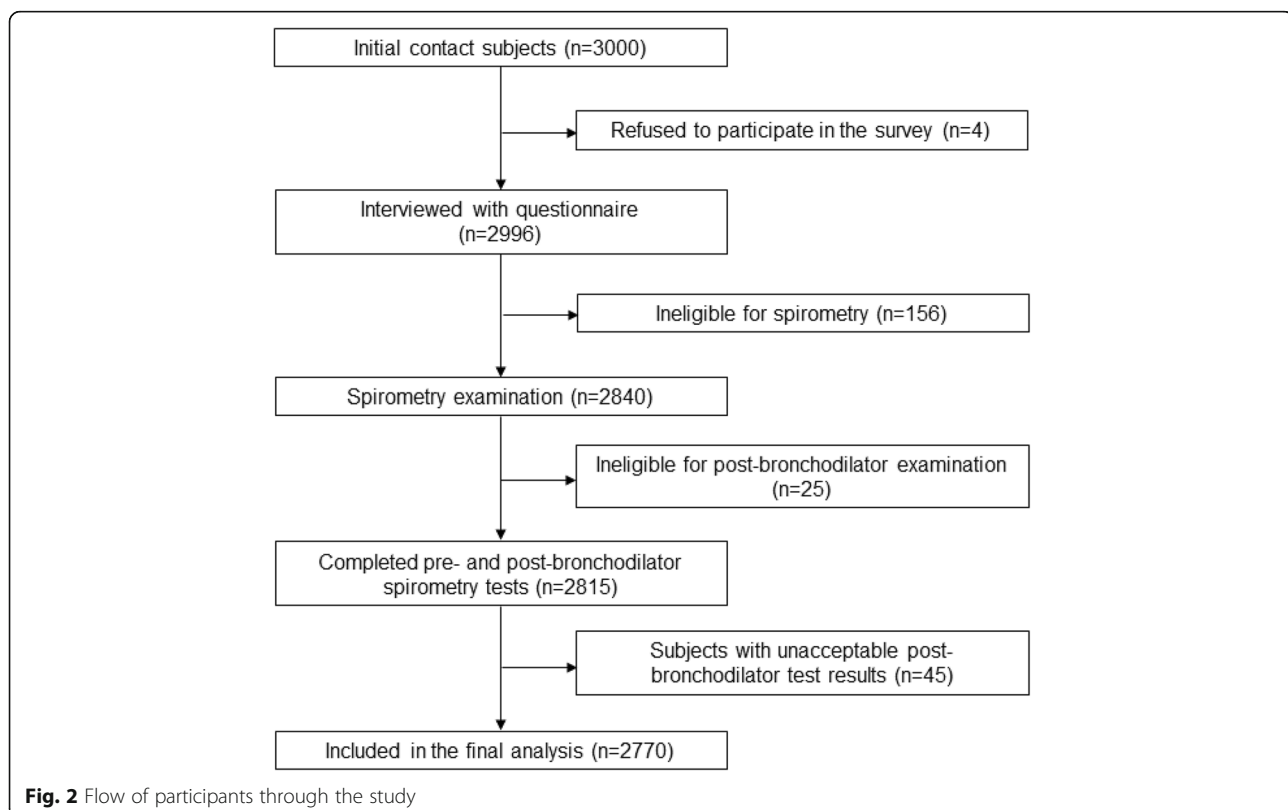 Initial contact subjects (n=3000)
Refused to participate in the survey (n=4)
Interviewed with questionnaire
(n=2996)
Ineligible for spirometry (n=156)
Spirometry examination (n=2840)
Ineligible for post-bronchodilator examination
(n=25)
Completed pre- and post-bronchodilator
spirometry tests (n=2815)
Subjects with unacceptable post-
bronchodilator test results (n=45)
Included in the final analysis (n=2770)
Fig. 2 Flow of participants through the study